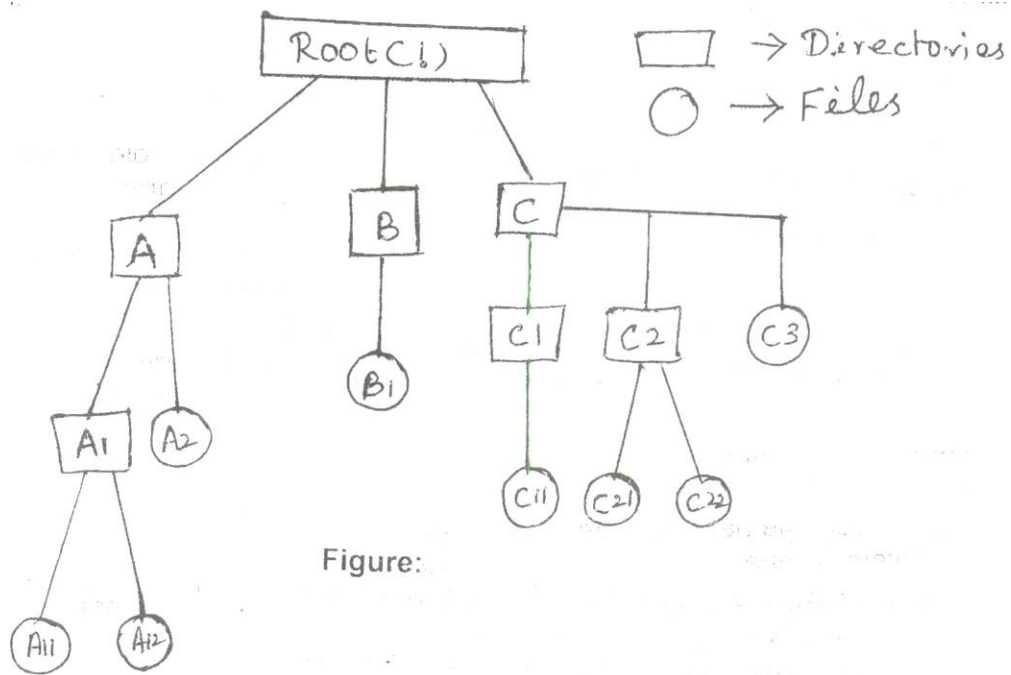 Root(C!)
→ Directories
→ Files
A
B
C
C1
C2
C3
B1
A1
A2
C11
C21
C22
Figure:
A11
A12